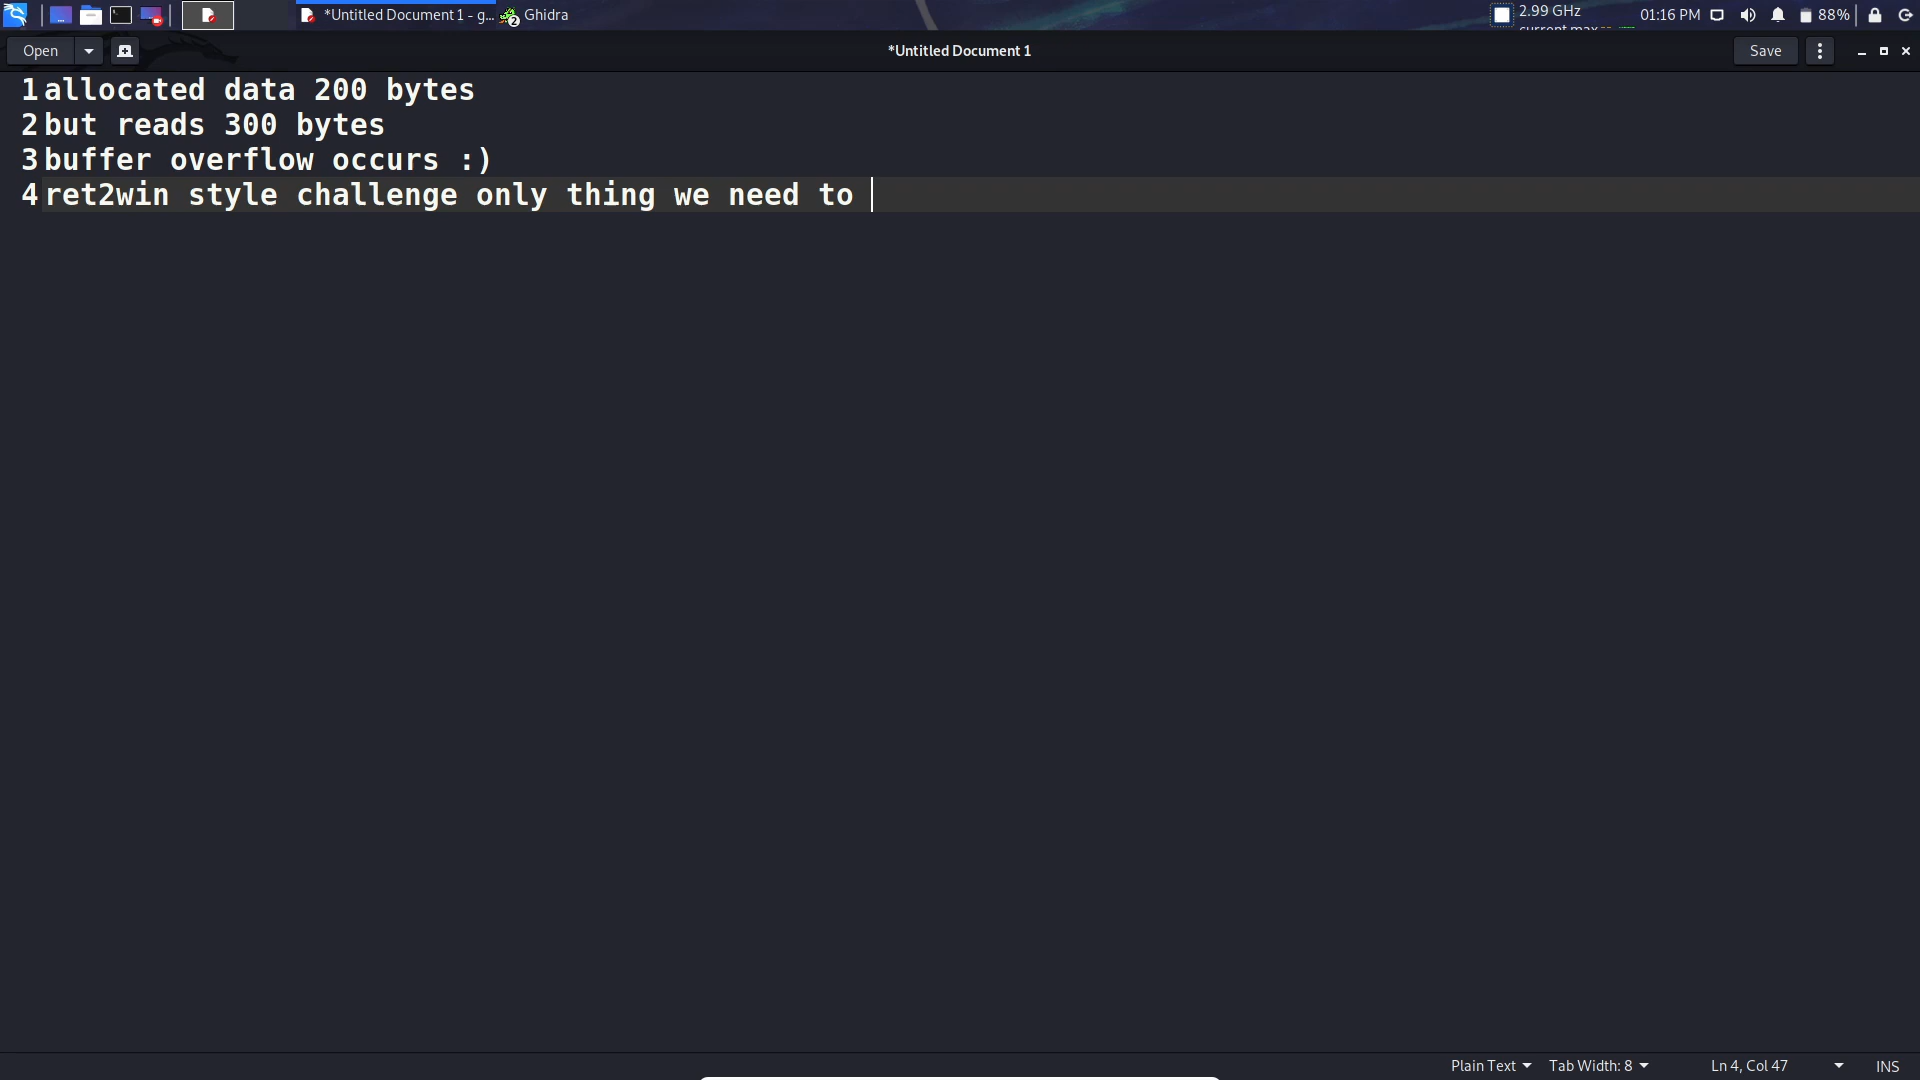 *Untitled Document 1 - g... Ghidra 2.99 GHz 01:16 PM 88%
Open *Untitled Document 1 Save
1 allocated data 200 bytes
2 but reads 300 bytes
3 buffer overflow occurs :)
4 ret2win style challenge only thing we need to
Plain Text Tab Width: 8 Ln 4, Col 47 INS